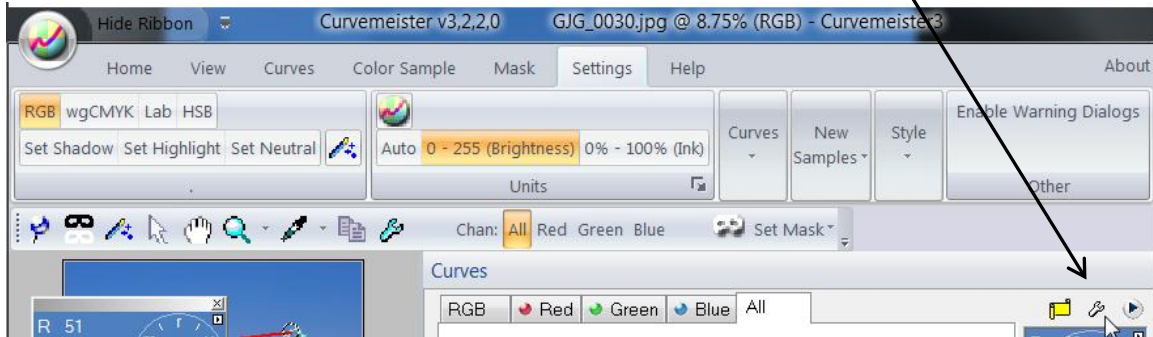 Hide Ribbon Curvemeister v3,2,2,0 GJG_0030.jpg @ 8.75% (RGB) - Curvemeister3
Home View Curves Color Sample Mask Settings Help About
RGB wgCMYK Lab HSB
Set Shadow Set Highlight Set Neutral
Auto 0 - 255 (Brightness) 0% - 100% (Ink)
Units
Curves
New
Samples
Style
Enable Warning Dialogs
Other
Chan: All Red Green Blue Set Mask
Curves
RGB Red Green Blue All
R 51